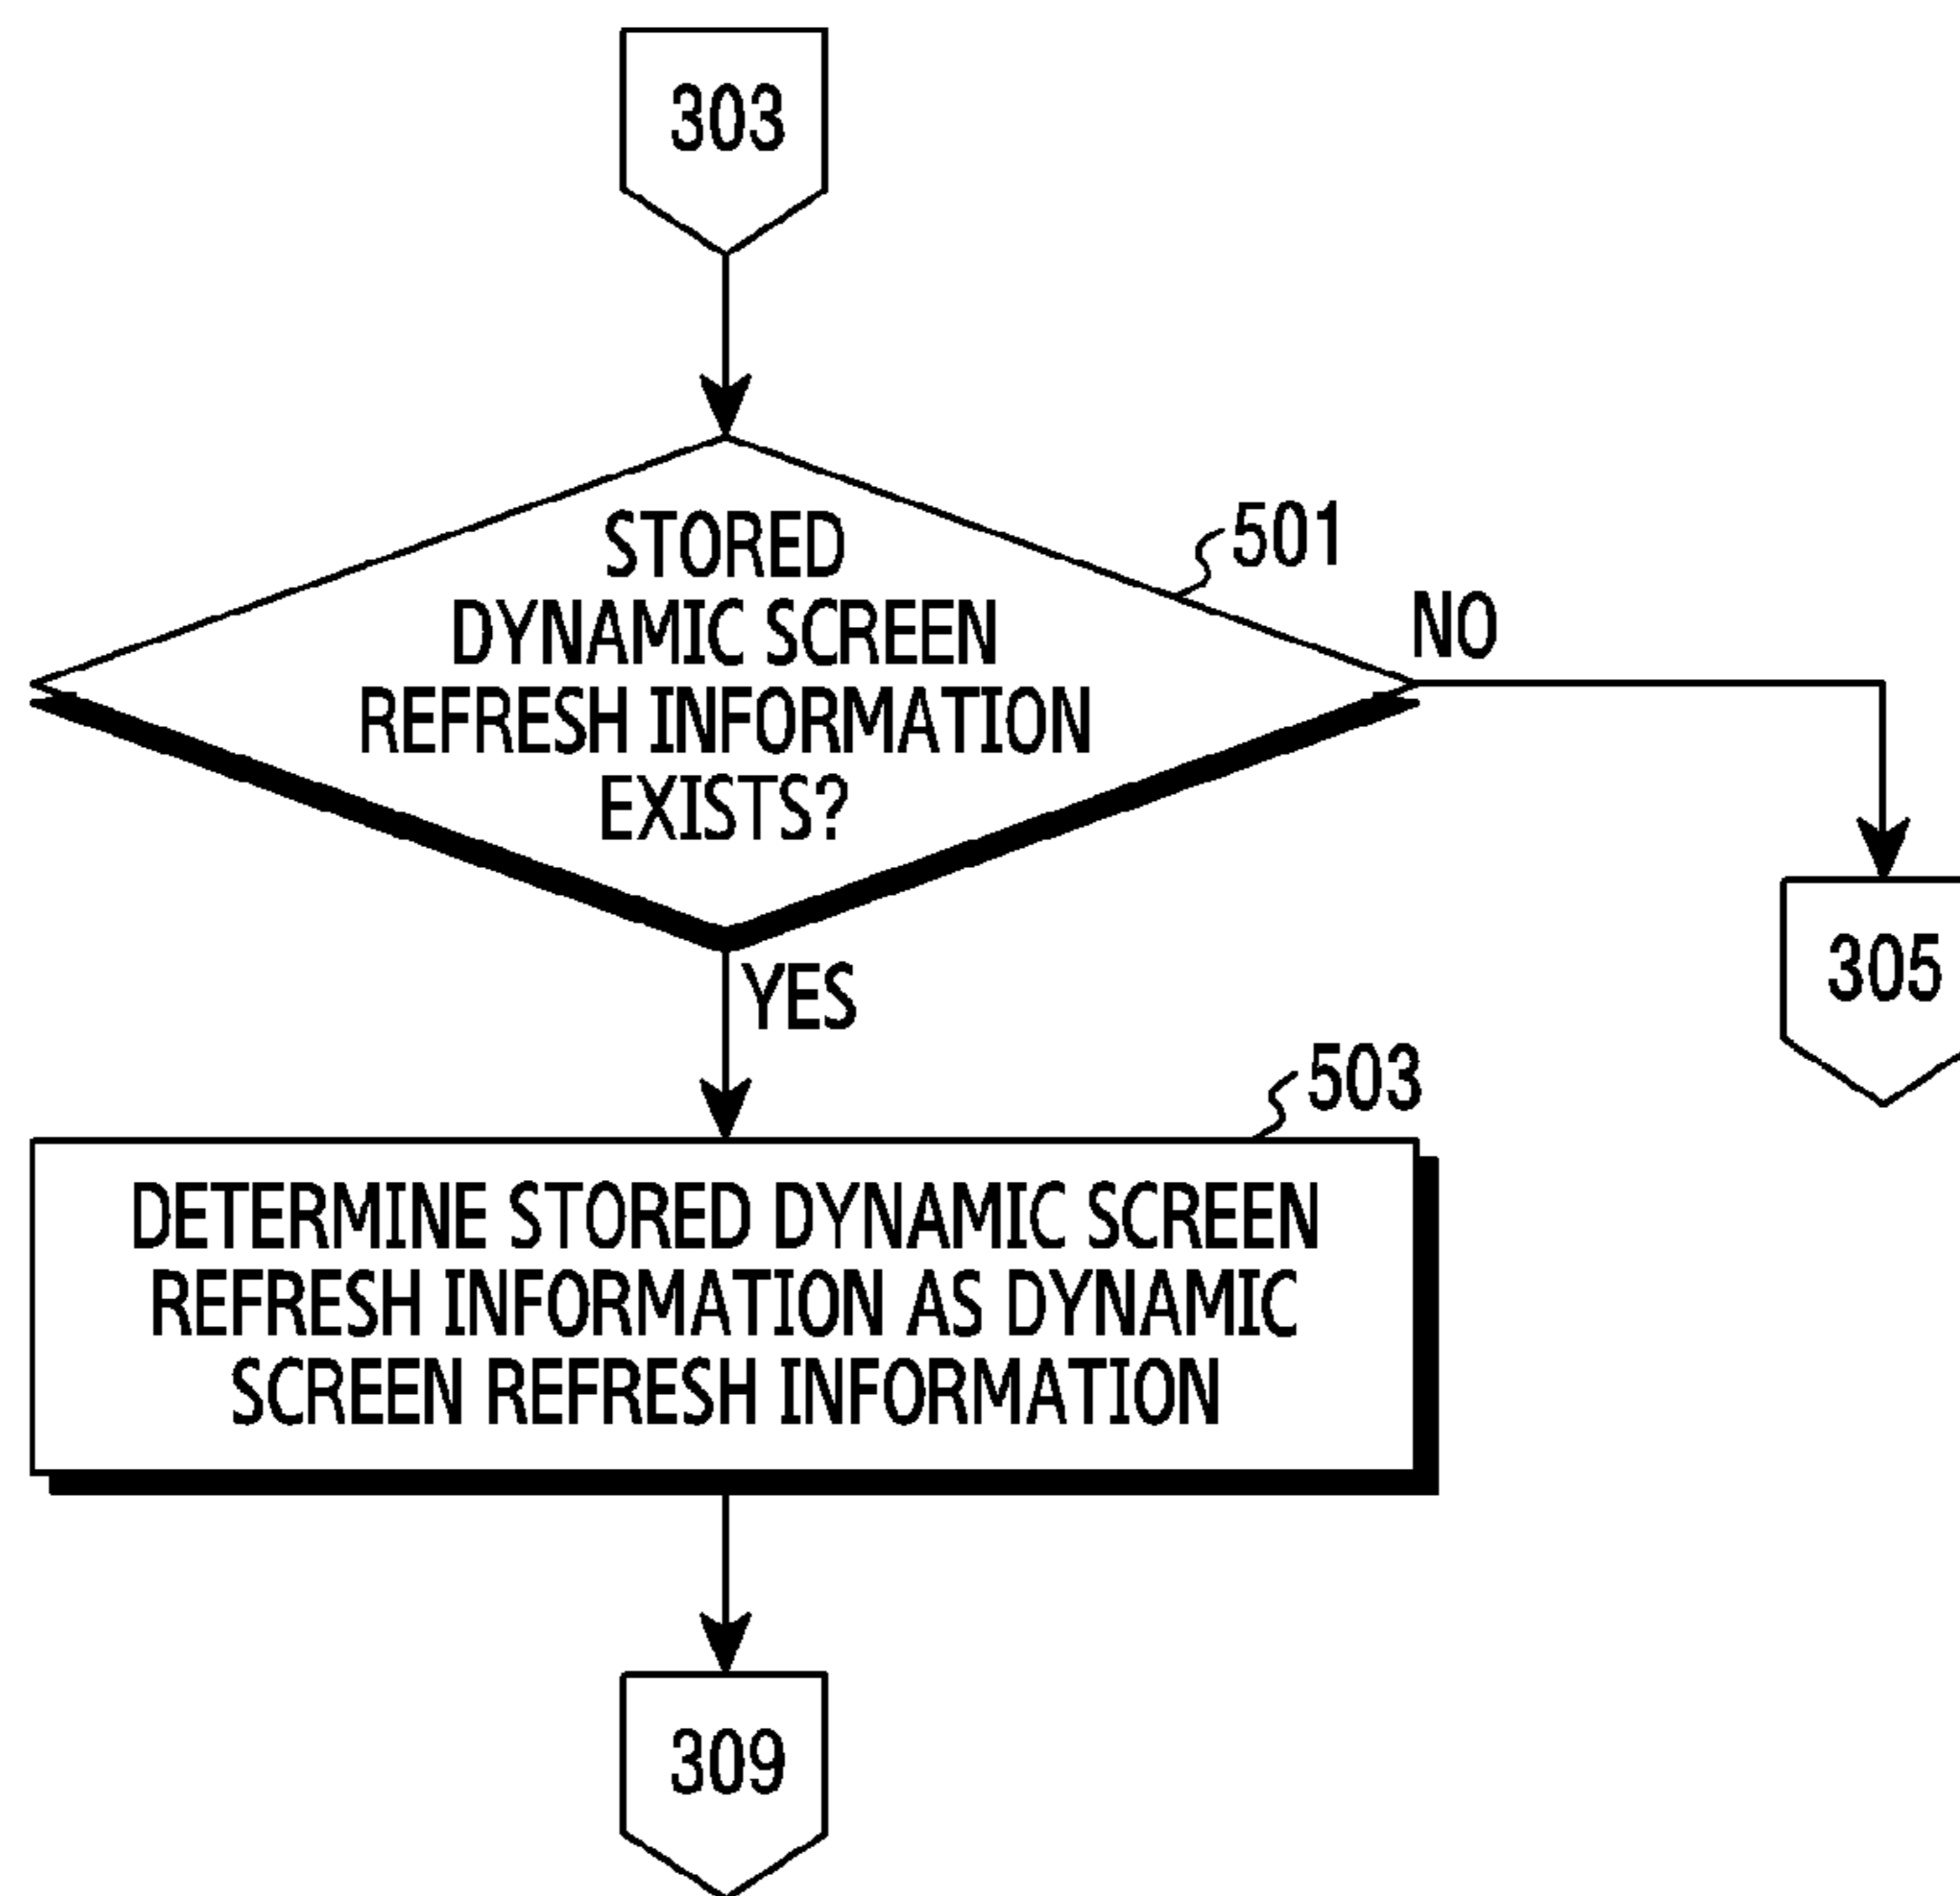 303
STORED
DYNAMIC SCREEN
REFRESH INFORMATION
EXISTS?
501
NO
305
YES
503
DETERMINE STORED DYNAMIC SCREEN
REFRESH INFORMATION AS DYNAMIC
SCREEN REFRESH INFORMATION
309